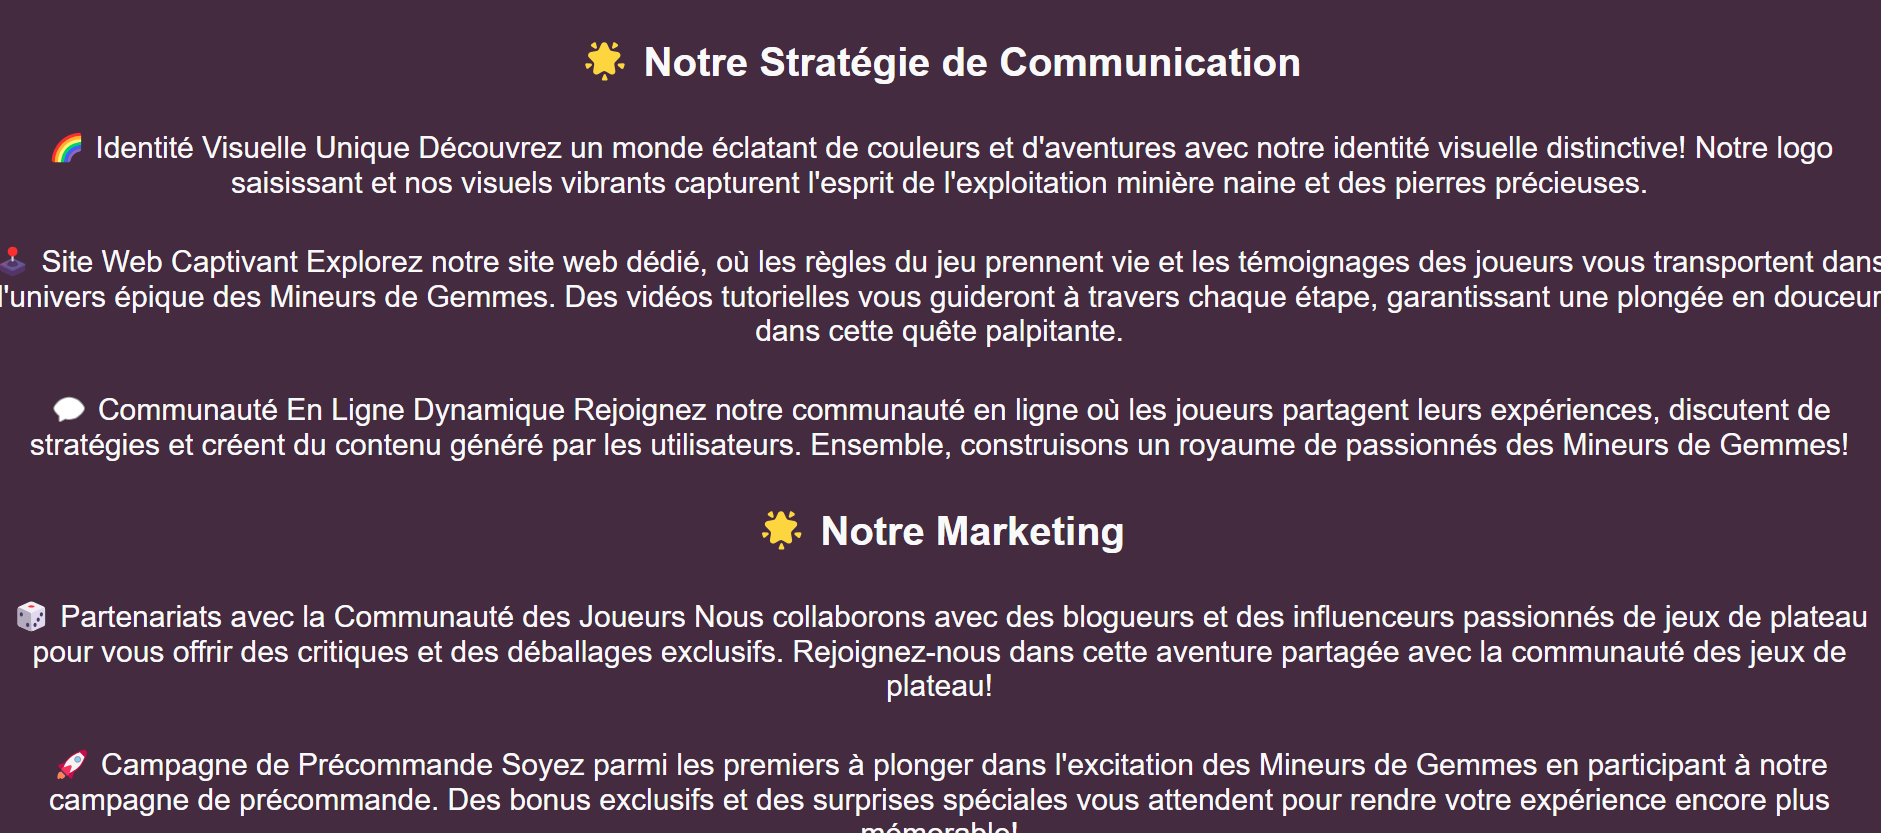 🌟 Notre Stratégie de Communication
🌈 Identité Visuelle Unique Découvrez un monde éclatant de couleurs et d'aventures avec notre identité visuelle distinctive! Notre logo
saisissant et nos visuels vibrants capturent l'esprit de l'exploitation minière naine et des pierres précieuses.
🕹️ Site Web Captivant Explorez notre site web dédié, où les règles du jeu prennent vie et les témoignages des joueurs vous transportent dans
l'univers épique des Mineurs de Gemmes. Des vidéos tutorielles vous guideront à travers chaque étape, garantissant une plongée en douceur
dans cette quête palpitante.
💬 Communauté En Ligne Dynamique Rejoignez notre communauté en ligne où les joueurs partagent leurs expériences, discutent de
stratégies et créent du contenu généré par les utilisateurs. Ensemble, construisons un royaume de passionnés des Mineurs de Gemmes!
🌟 Notre Marketing
🎲 Partenariats avec la Communauté des Joueurs Nous collaborons avec des blogueurs et des influenceurs passionnés de jeux de plateau
pour vous offrir des critiques et des déballages exclusifs. Rejoignez-nous dans cette aventure partagée avec la communauté des jeux de
plateau!
🚀 Campagne de Précommande Soyez parmi les premiers à plonger dans l'excitation des Mineurs de Gemmes en participant à notre
campagne de précommande. Des bonus exclusifs et des surprises spéciales vous attendent pour rendre votre expérience encore plus
mémorable!